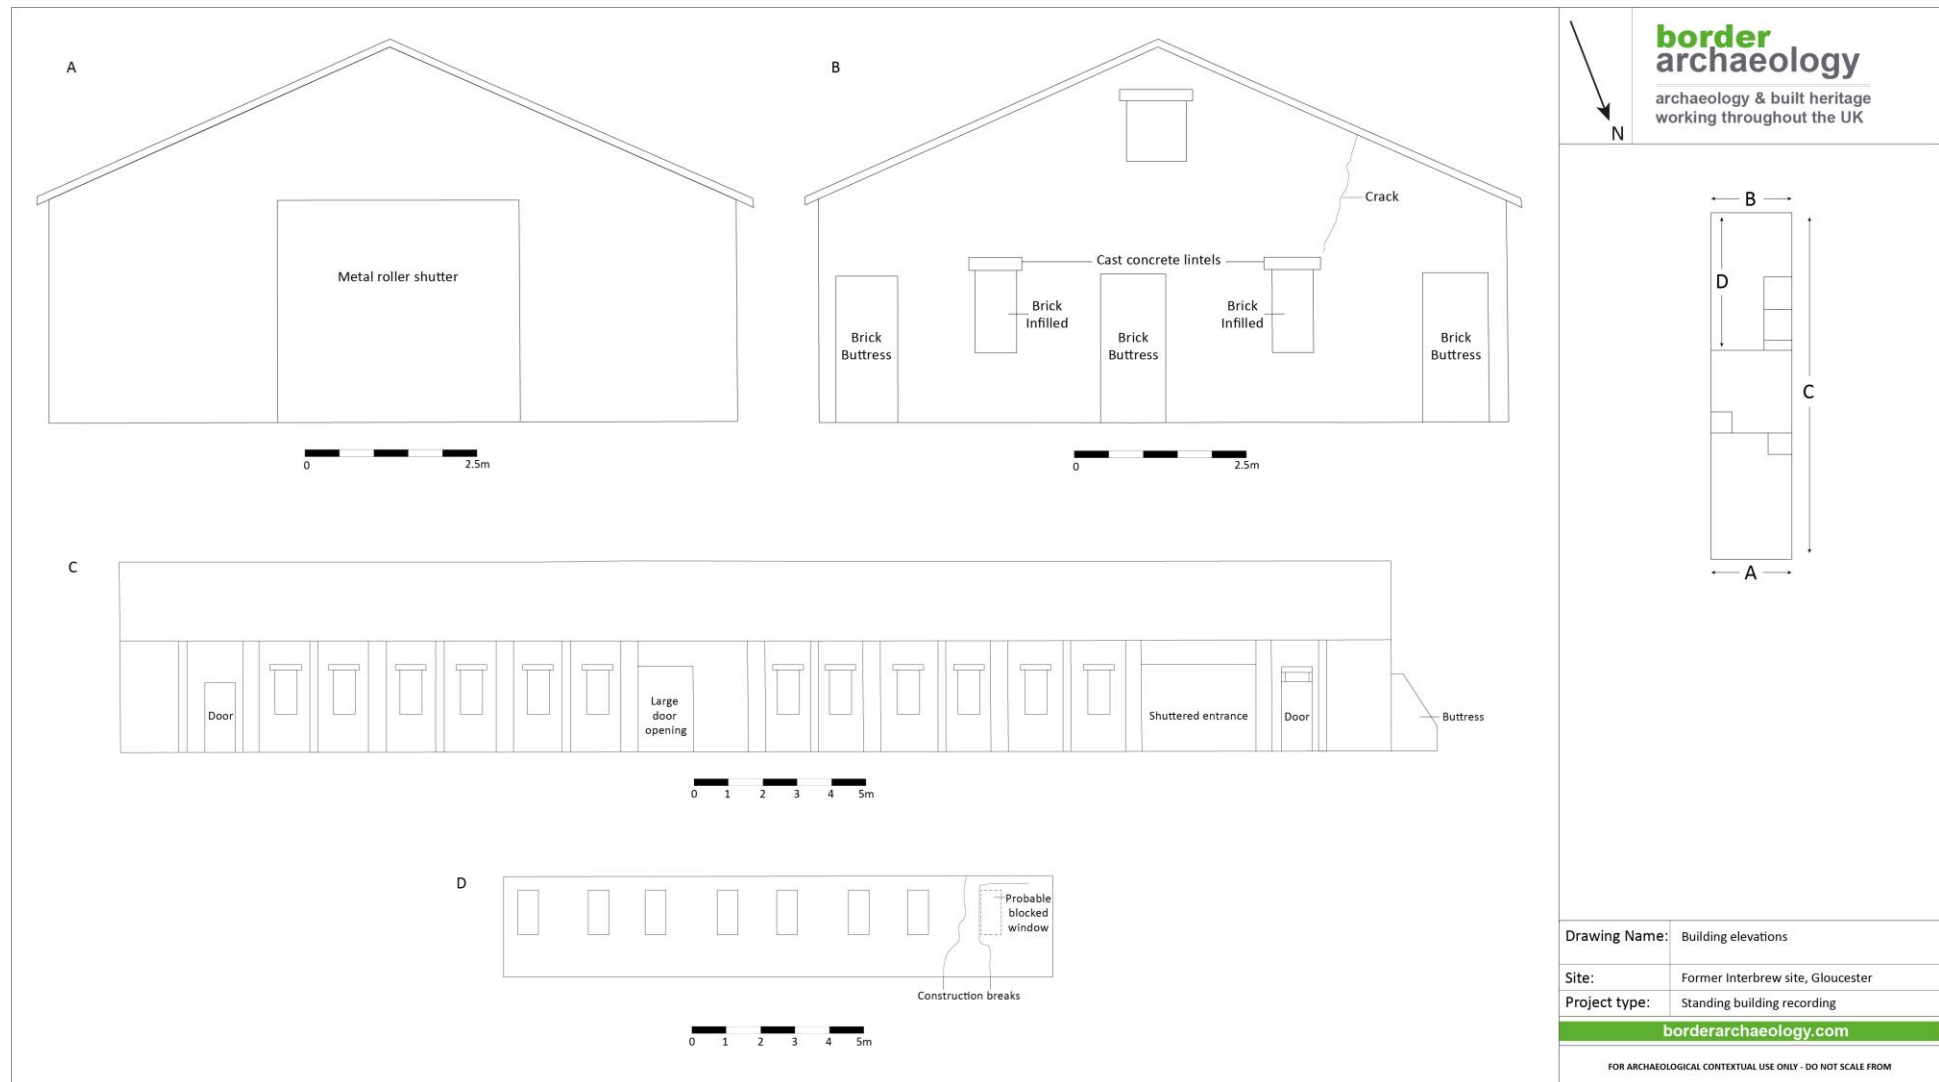 A
Metal roller shutter
0
2.5m
B
Crack
Cast concrete lintels
Brick
Infilled
Brick
Infilled
Brick
Buttress
Brick
Buttress
Brick
Buttress
0
2.5m
C
Door
Large
door
opening
Shuttered entrance
Door
Buttress
0 1 2 3 4 5m
D
Probable
blocked
window
Construction breaks
0 1 2 3 4 5m
N
border
archaeology
archaeology & built heritage
working throughout the UK
B
D
C
A
Drawing Name: Building elevations
Site: Former Interbrew site, Gloucester
Project type: Standing building recording
borderarchaeology.com
FOR ARCHAEOLOGICAL CONTEXTUAL USE ONLY - DO NOT SCALE FROM